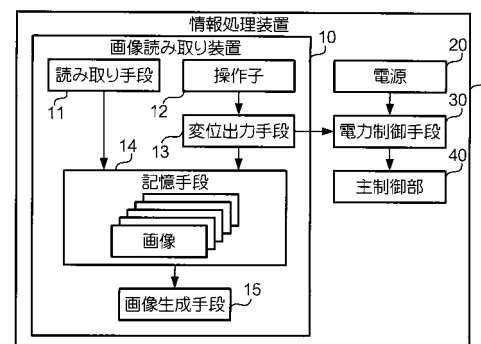 情報処理装置
画像読み取り装置
10
読み取り手段
11
操作子
12
変位出力手段
13
14
記憶手段
画像
画像生成手段
15
電源
20
電力制御手段
30
主制御部
40